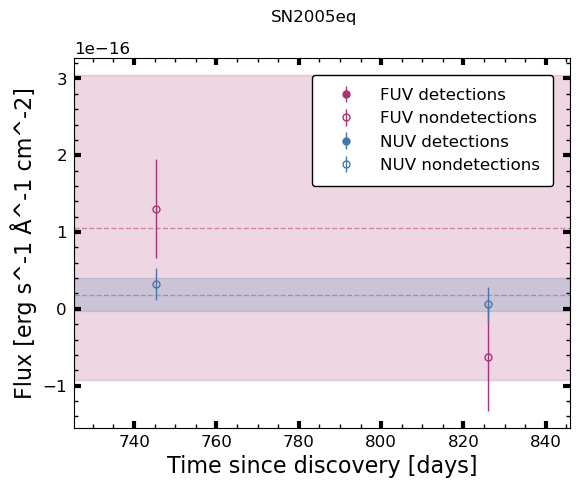 SN2005eq
1e−16
FUV detections
FUV nondetections
NUV detections
NUV nondetections
3
2
1
0
−1
Flux [erg s^-1 Å^-1 cm^-2]
740 760 780 800 820 840
Time since discovery [days]